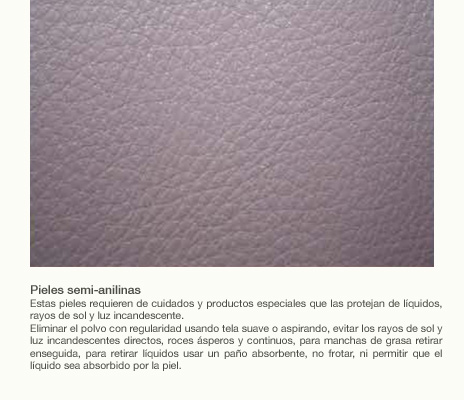 Pieles semi-anilinas
Estas pieles requieren de cuidados y productos especiales que las protejan de líquidos,
rayos de sol y luz incandescente.
Eliminar el polvo con regularidad usando tela suave o aspirando, evitar los rayos de sol y
luz incandescentes directos, roces ásperos y continuos, para manchas de grasa retirar
enseguida, para retirar líquidos usar un paño absorbente, no frotar, ni permitir que el
líquido sea absorbido por la piel.